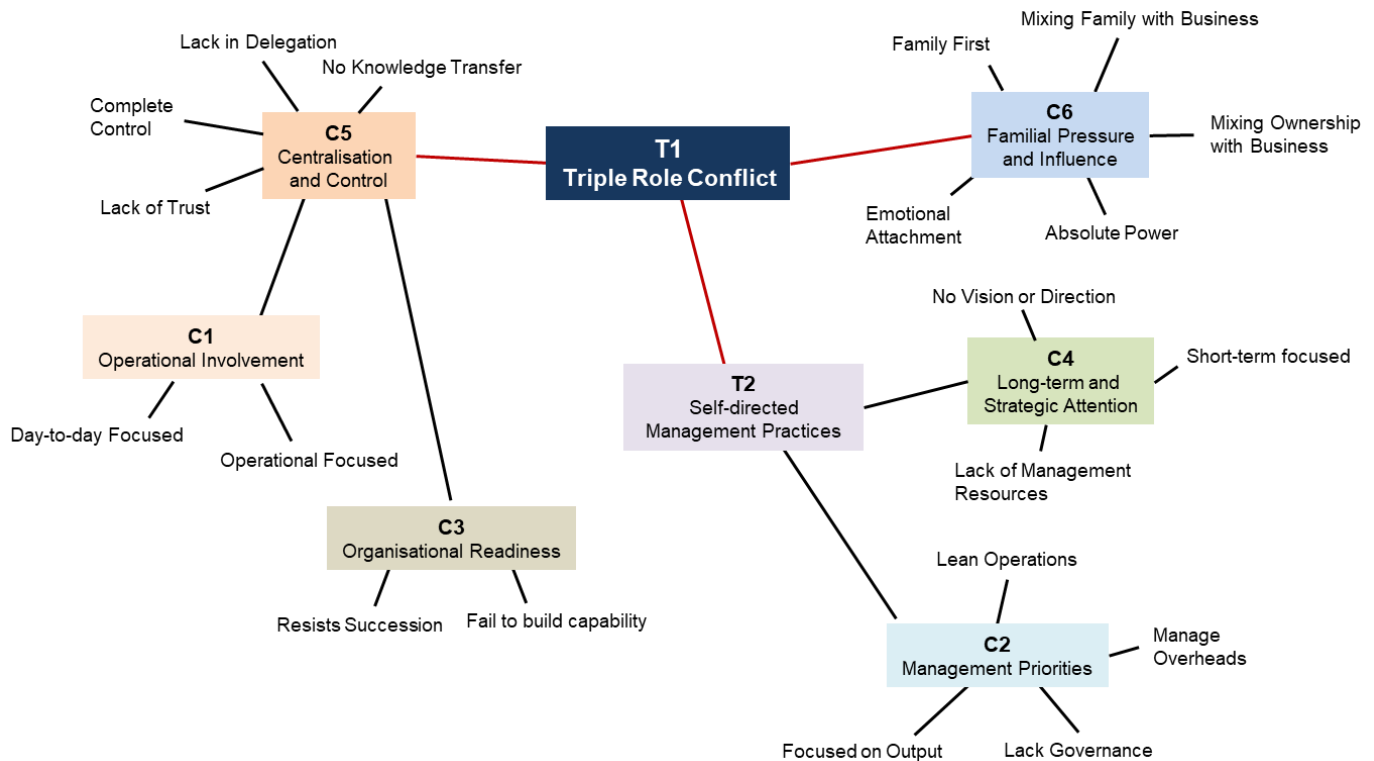 Lack in Delegation
No Knowledge Transfer
Complete
Control
C5
Centralisation
and Control
Lack of Trust
T1
Triple Role Conflict
Mixing Family with Business
Family First
C6
Familial Pressure
and Influence
Mixing Ownership
with Business
Emotional
Attachment
Absolute Power
C1
Operational Involvement
Day-to-day Focused
Operational Focused
C3
Organisational Readiness
Resists Succession
Fail to build capability
T2
Self-directed
Management Practices
No Vision or Direction
C4
Long-term and
Strategic Attention
Short-term focused
Lack of Management
Resources
Lean Operations
C2
Management Priorities
Manage
Overheads
Focused on Output
Lack Governance